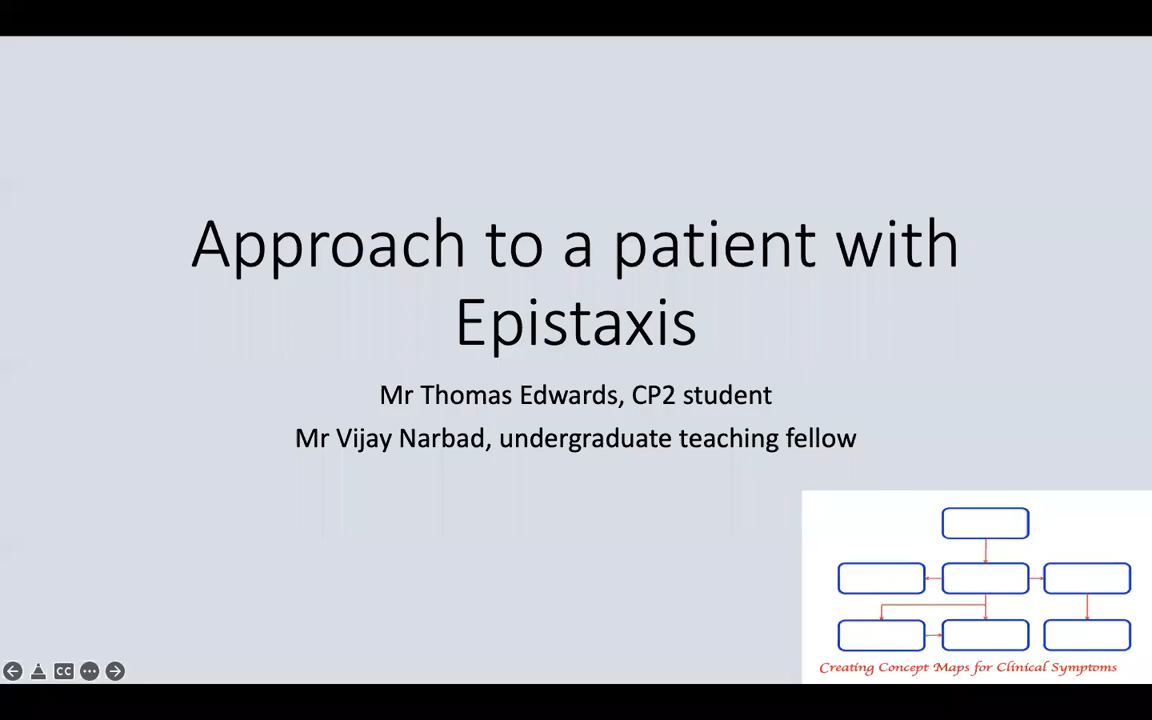 Approach to a patient with
Epistaxis
Mr Thomas Edwards, CP2 student
Mr Vijay Narbad, undergraduate teaching fellow
Creating Concept Maps for Clinical Symptoms
CC